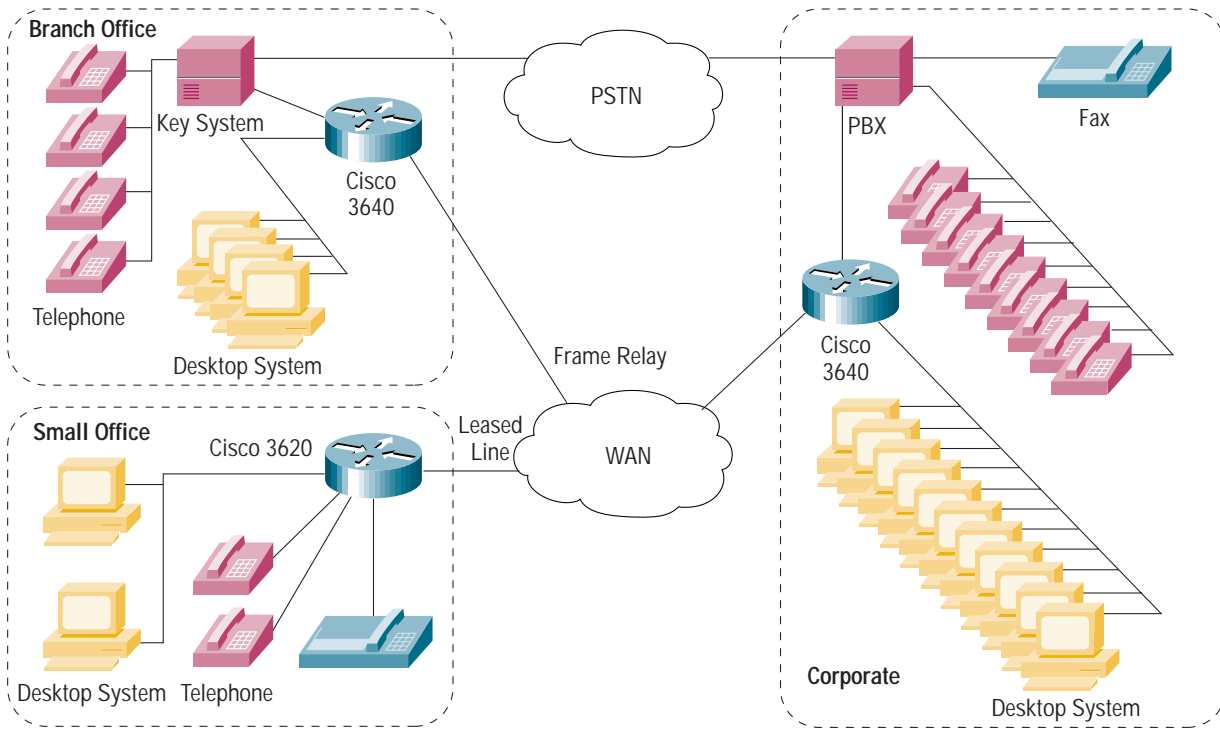 Branch Office
Key System
Cisco
3640
Telephone
Desktop System
PSTN
PBX
Fax
Cisco
3640
Frame Relay
Small Office
Cisco 3620
Leased
Line
WAN
Desktop System
Telephone
Corporate
Desktop System